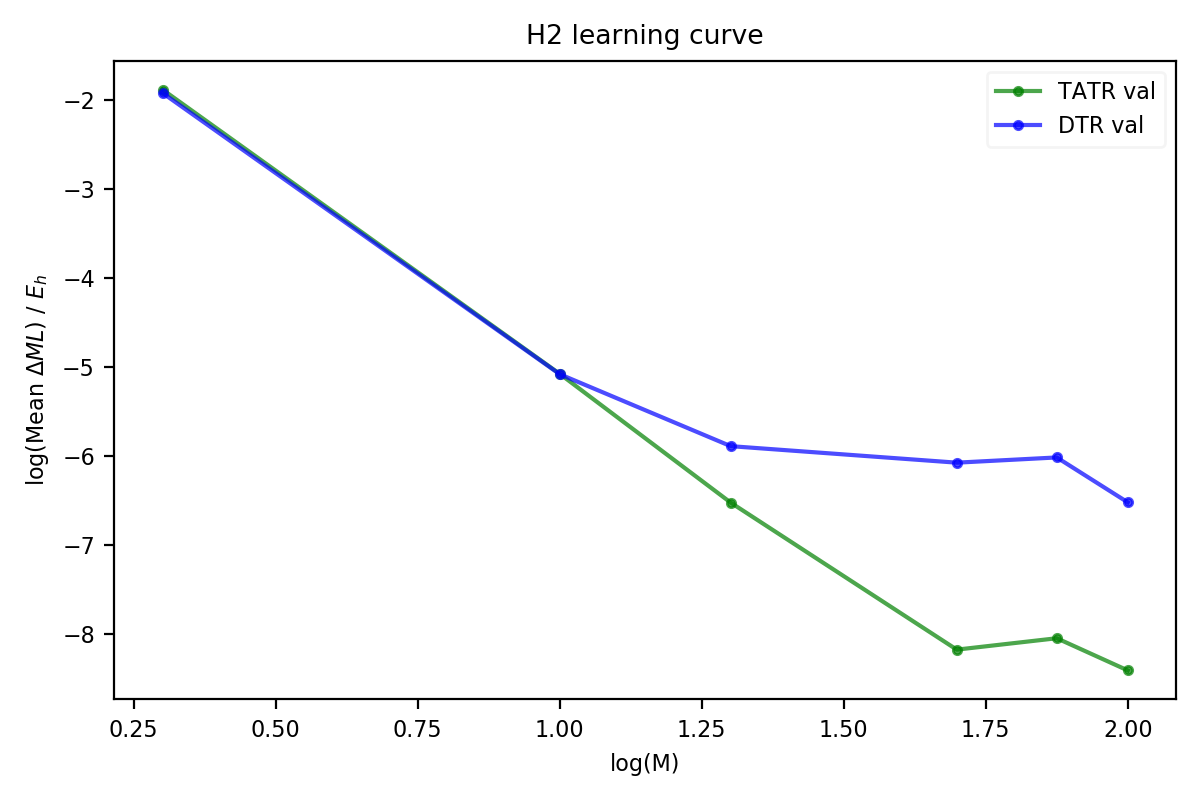 H2 learning curve
TATR val
DTR val
log(Mean ΔML) / Eₕ
−2
−3
−4
−5
−6
−7
−8
0.25 0.50 0.75 1.00 1.25 1.50 1.75 2.00
log(M)